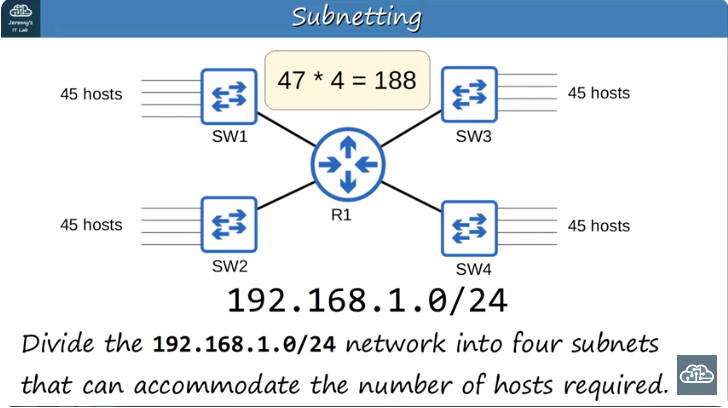 Jeremy's
IT Lab
Subnetting
47 * 4 = 188
45 hosts
45 hosts
SW1
SW3
R1
45 hosts
45 hosts
SW2
SW4
192.168.1.0/24
Divide the 192.168.1.0/24 network into four subnets
that can accommodate the number of hosts required.